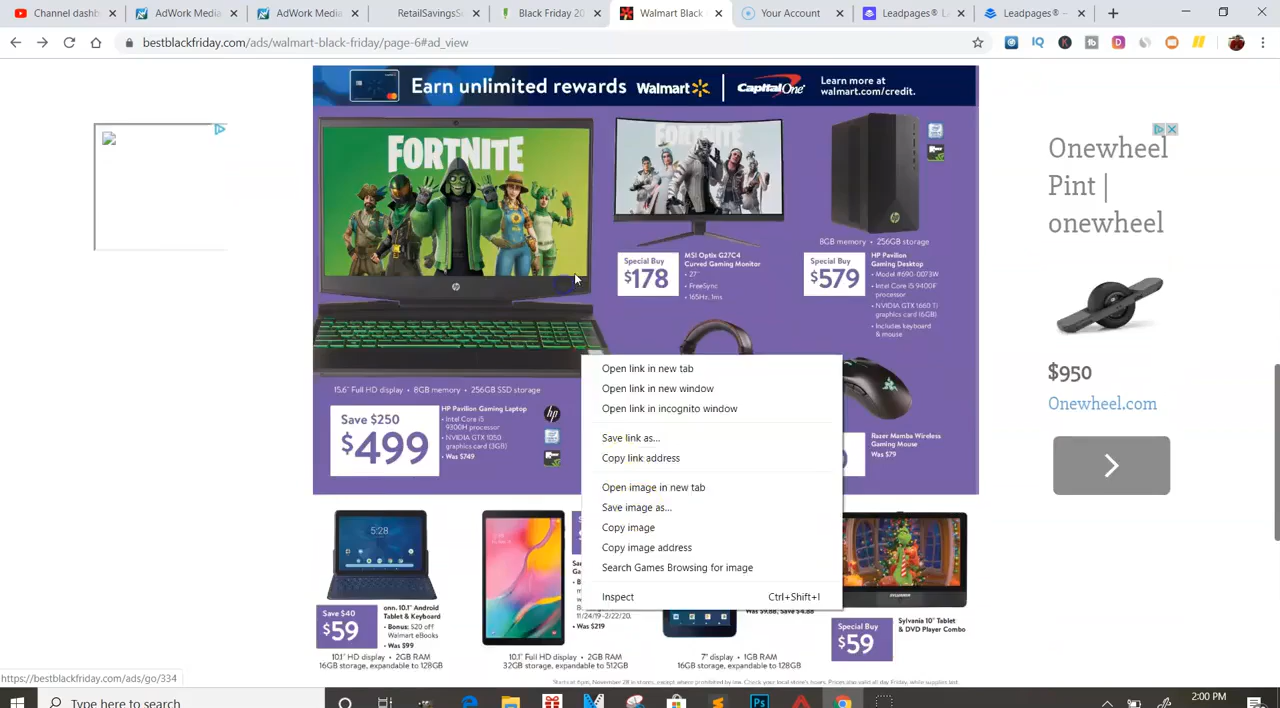 Channel Dashboard
AdWork Media
AdWork Media
RetailSavingsS
Black Friday 20
Walmart Black
Your Account
Leadpages®
Leadpages® –
bestblackfriday.com/ads/walmart-black-friday/page-6#ad_view
Earn unlimited rewards Walmart
Capital One
Learn more at
walmart.com/credit.
FORTNITE
hp
15.6" Full HD display • 8GB memory • 256GB SSD storage
Save $250
$499
HP Pavilion Gaming Laptop
• Intel Core i5
9300H processor
• NVIDIA GTX 1050
graphics card (3GB)
• Was $749
FORTNITE
Special Buy
$178
MSI Optix G27C4
Curved Gaming Monitor
• 27"
• FreeSync
• 165Hz, 1ms
8GB memory • 256GB storage
Special Buy
$579
HP Pavilion
Gaming Desktop
• Model #690-0073W
• Intel Core i5 9400F
processor
• NVIDIA GTX 1660 Ti
graphics card (6GB)
• Includes keyboard
& mouse
Razer Mamba Wireless
Gaming Mouse
Was $79
Open link in new tab
Open link in new window
Open link in incognito window
Save link as...
Copy link address
Open image in new tab
Save image as...
Copy image
Copy image address
Search Games Browsing for image
Inspect Ctrl+Shift+I
5:28
Save $40
$59
onn. 10.1" Android
Tablet & Keyboard
• Bonus: $20 off
Walmart eBooks
• Was $99
10.1" HD display • 2GB RAM
16GB storage, expandable to 128GB
11/24/19–2/22/20.
• Was $219
10.1" Full HD display • 2GB RAM
32GB storage, expandable to 512GB
Was $9.88, Save $4.88
7" display • 1GB RAM
16GB storage, expandable to 128GB
SYLVANIA
Special Buy
$59
Sylvania 10" Tablet
& DVD Player Combo
Starts at 6pm, November 28 in stores, except where prohibited by law. Check your local store's hours. Prices also valid all day Friday, while supplies last.
Onewheel
Pint |
onewheel
$950
Onewheel.com
http://bestblackfriday.com/ads/go/334
Type here
2:00 PM